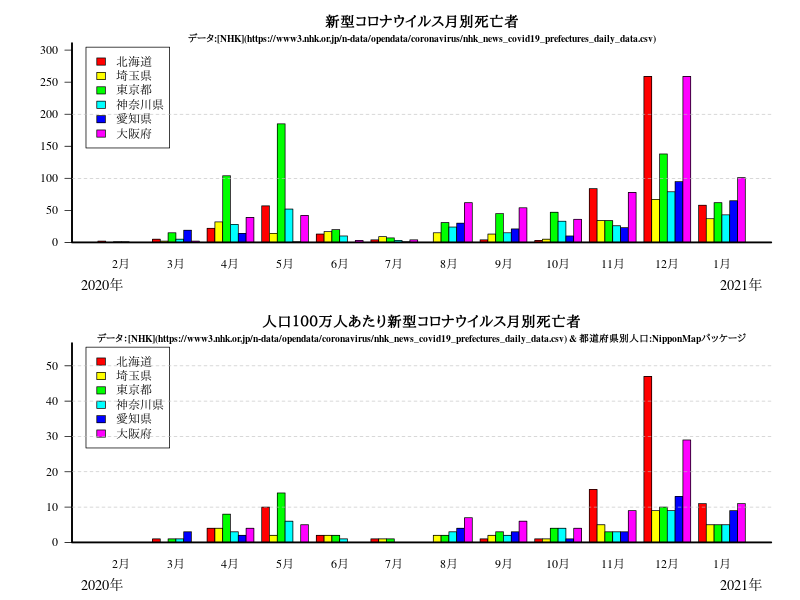 新型コロナウイルス月別死亡者
データ:[NHK](https://www3.nhk.or.jp/n-data/opendata/coronavirus/nhk_news_covid19_prefectures_daily_data.csv)
300
250
200
150
100
50
0
北海道
埼玉県
東京都
神奈川県
愛知県
大阪府
2月 3月 4月 5月 6月 7月 8月 9月 10月 11月 12月 1月
2020年 2021年
人口100万人あたり新型コロナウイルス月別死亡者
データ:[NHK](https://www3.nhk.or.jp/n-data/opendata/coronavirus/nhk_news_covid19_prefectures_daily_data.csv) & 都道府県別人口:NipponMapパッケージ
50
40
30
20
10
0
北海道
埼玉県
東京都
神奈川県
愛知県
大阪府
2月 3月 4月 5月 6月 7月 8月 9月 10月 11月 12月 1月
2020年 2021年